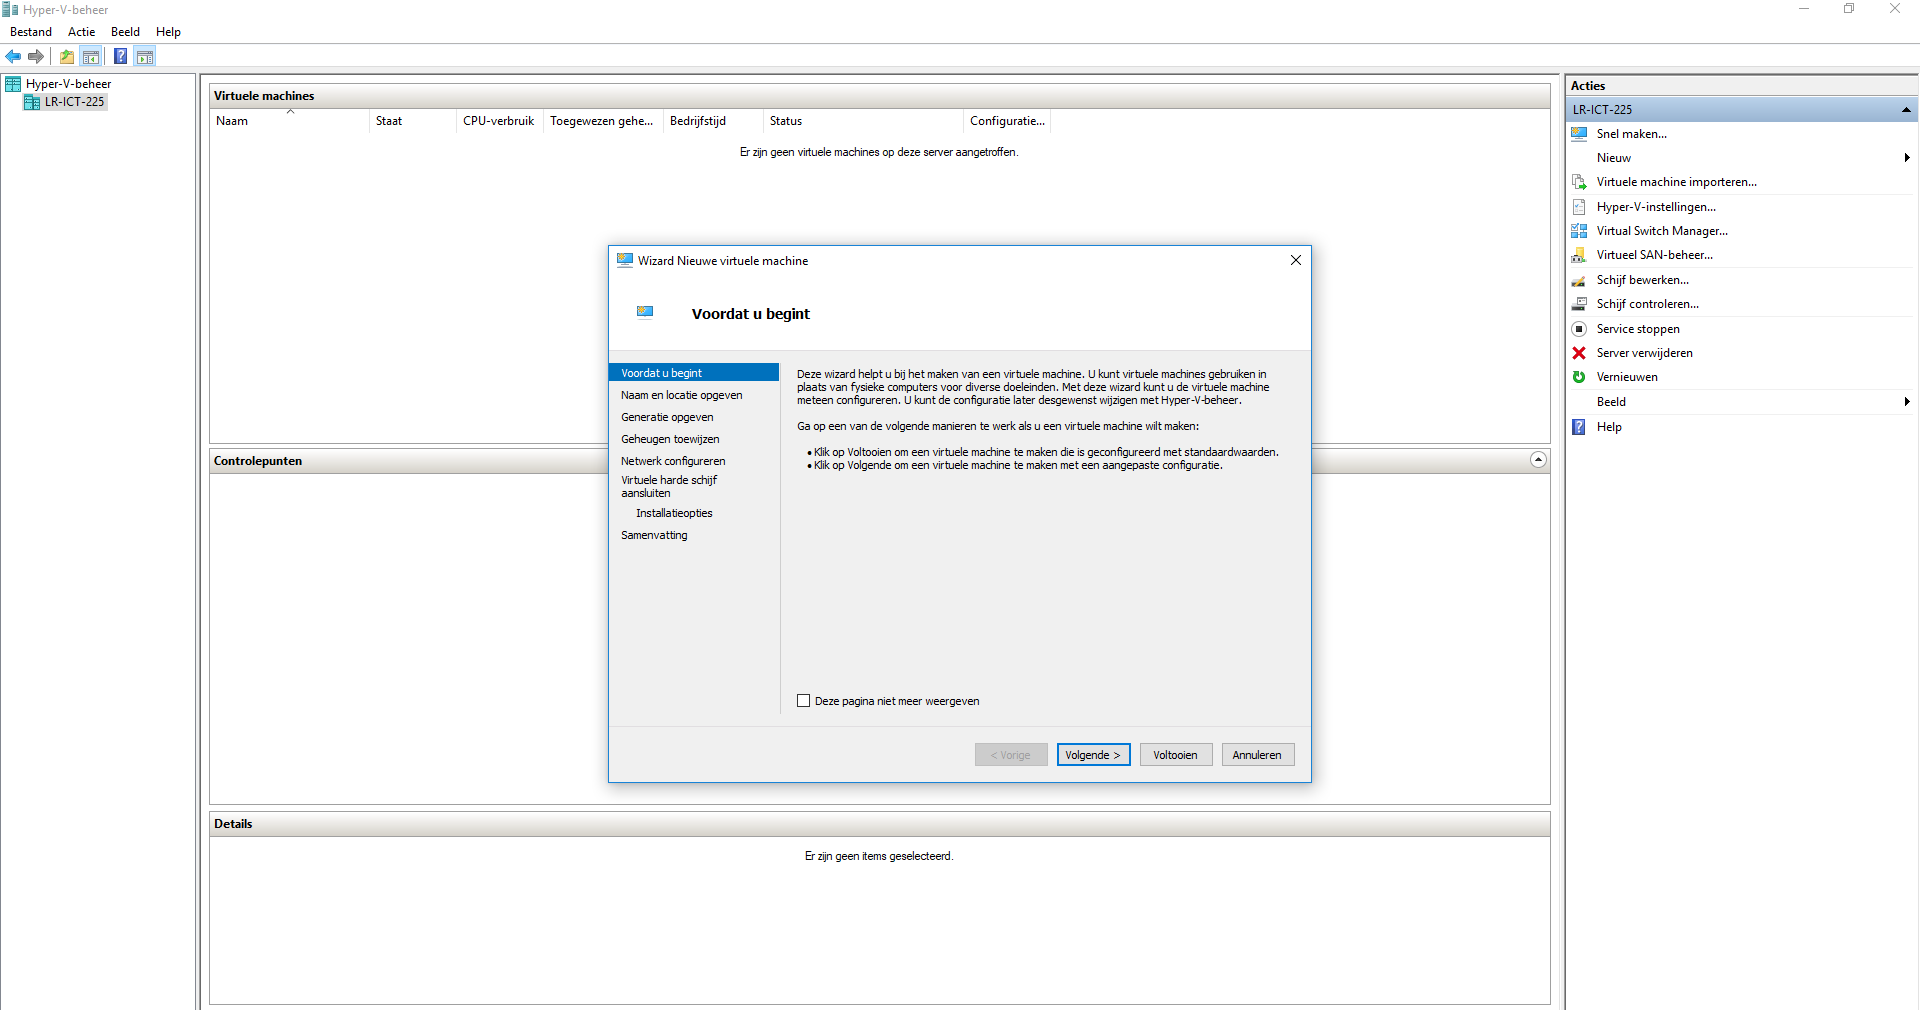 Hyper-V-beheer
Bestand Actie Beeld Help
Hyper-V-beheer
LR-ICT-225
Virtuele machines
Naam Staat CPU-verbruik Toegewezen gehe... Bedrijfstijd Status Configuratie...
Er zijn geen virtuele machines op deze server aangetroffen.
Wizard Nieuwe virtuele machine
Voordat u begint
Voordat u begint
Naam en locatie opgeven
Generatie opgeven
Geheugen toewijzen
Netwerk configureren
Virtuele harde schijf
aansluiten
Installatieopties
Samenvatting
Deze wizard helpt u bij het maken van een virtuele machine. U kunt virtuele machines gebruiken in
plaats van fysieke computers voor diverse doeleinden. Met deze wizard kunt u de virtuele machine
meteen configureren. U kunt de configuratie later desgewenst wijzigen met Hyper-V-beheer.
Ga op een van de volgende manieren te werk als u een virtuele machine wilt maken:
• Klik op Voltooien om een virtuele machine te maken die is geconfigureerd met standaardwaarden.
• Klik op Volgende om een virtuele machine te maken met een aangepaste configuratie.
Deze pagina niet meer weergeven
< Vorige Volgende > Voltooien Annuleren
Controlepunten
Details
Er zijn geen items geselecteerd.
Acties
LR-ICT-225
Snel maken...
Nieuw
Virtuele machine importeren...
Hyper-V-instellingen...
Virtual Switch Manager...
Virtueel SAN-beheer...
Schijf bewerken...
Schijf controleren...
Service stoppen
Server verwijderen
Vernieuwen
Beeld
Help